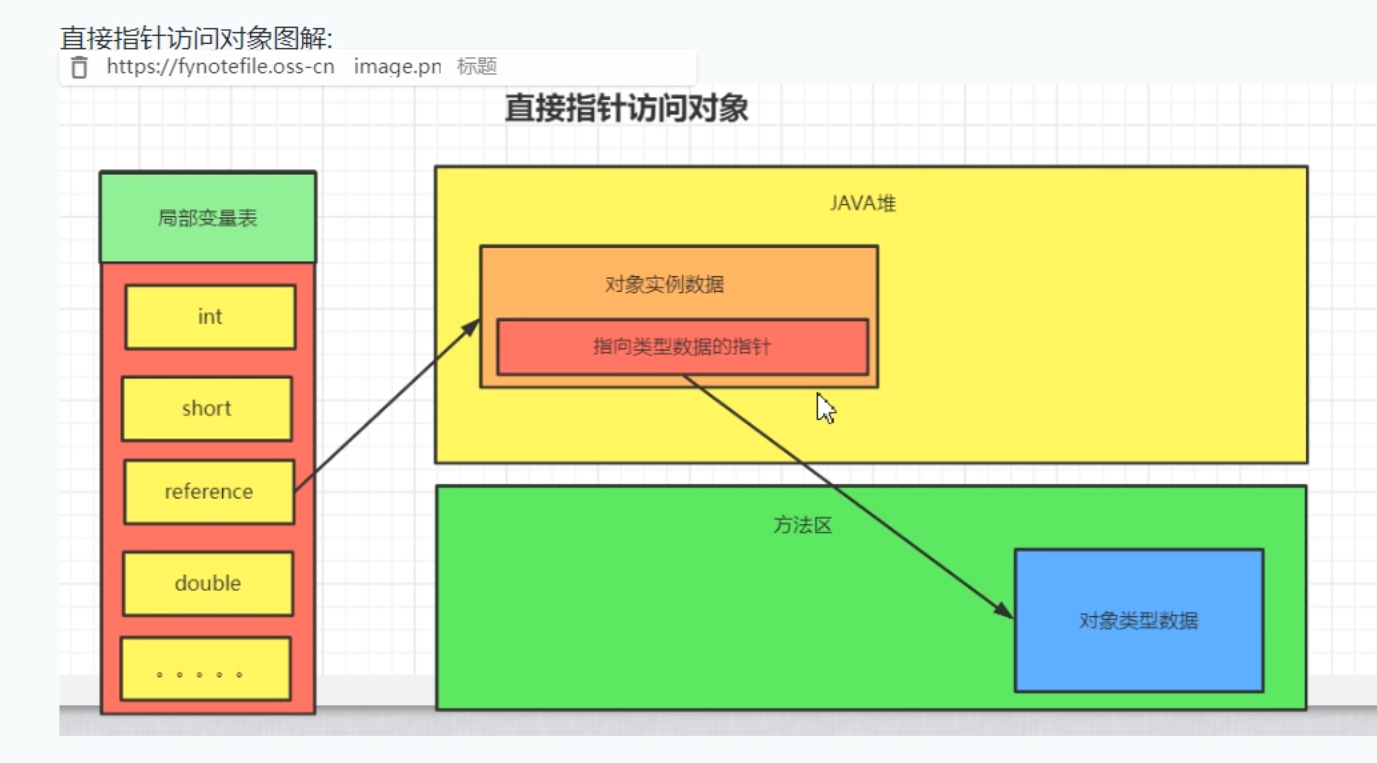 直接指针访问对象图解:
https://fynotefile.oss-cn image.pn 标题
直接指针访问对象
局部变量表
int
short
reference
double
。。。。。
JAVA堆
对象实例数据
指向类型数据的指针
方法区
对象类型数据